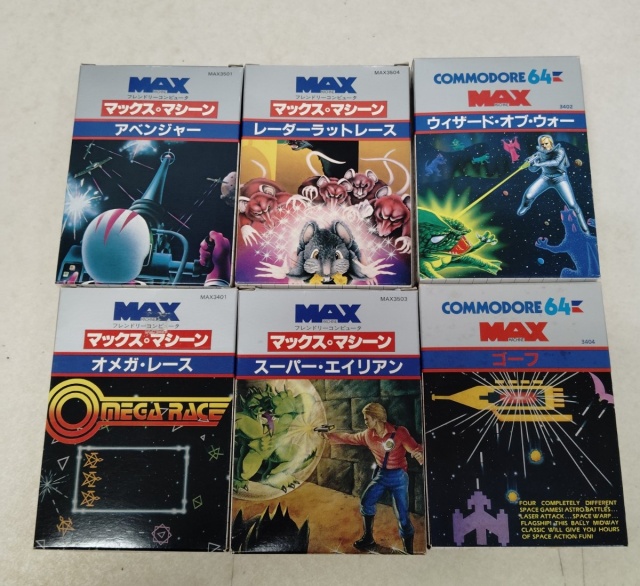 MAX3501
MAX
フレンドリーコンピュータ
マックス・マシーン
アベンジャー
MAX3504
MAX
フレンドリーコンピュータ
マックス・マシーン
レーダーラットレース
COMMODORE 64
MAX
3402
ウィザード・オブ・ウォー
MAX3401
MAX
フレンドリーコンピュータ
マックス・マシーン
オメガ・レース
OMEGA RACE
MAX3503
MAX
フレンドリーコンピュータ
マックス・マシーン
スーパー・エイリアン
COMMODORE 64
MAX
3404
ゴーフ
FOUR COMPLETELY DIFFERENT
SPACE GAMES! ASTRO BATTLES...
LASER ATTACK... SPACE WARP...
FLAGSHIP! THIS BALLY MIDWAY
CLASSIC WILL GIVE YOU HOURS
OF SPACE ACTION FUN!